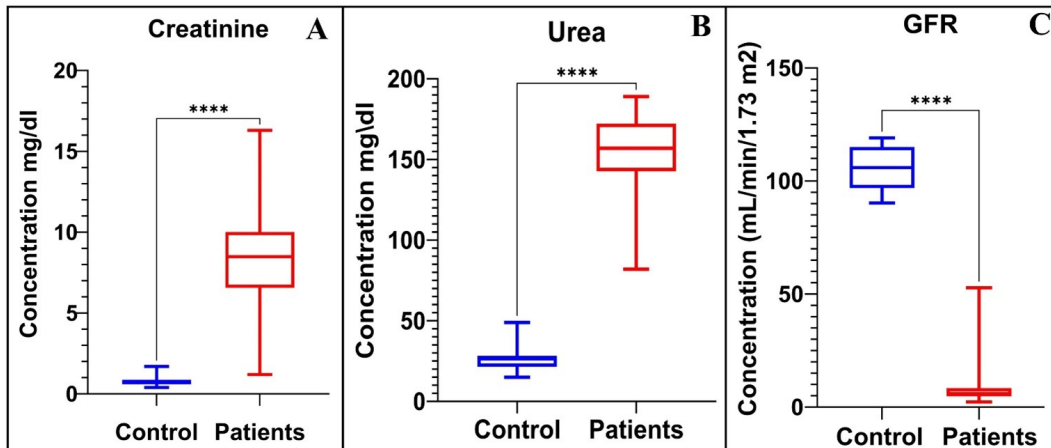 Creatinine
A
Concentration mg/dl
20
15
10
5
0
****
Control Patients
Urea
B
Concentration mg\dl
200
150
100
50
0
****
Control Patients
GFR
C
Concentration (mL/min/1.73 m2)
150
100
50
0
****
Control Patients